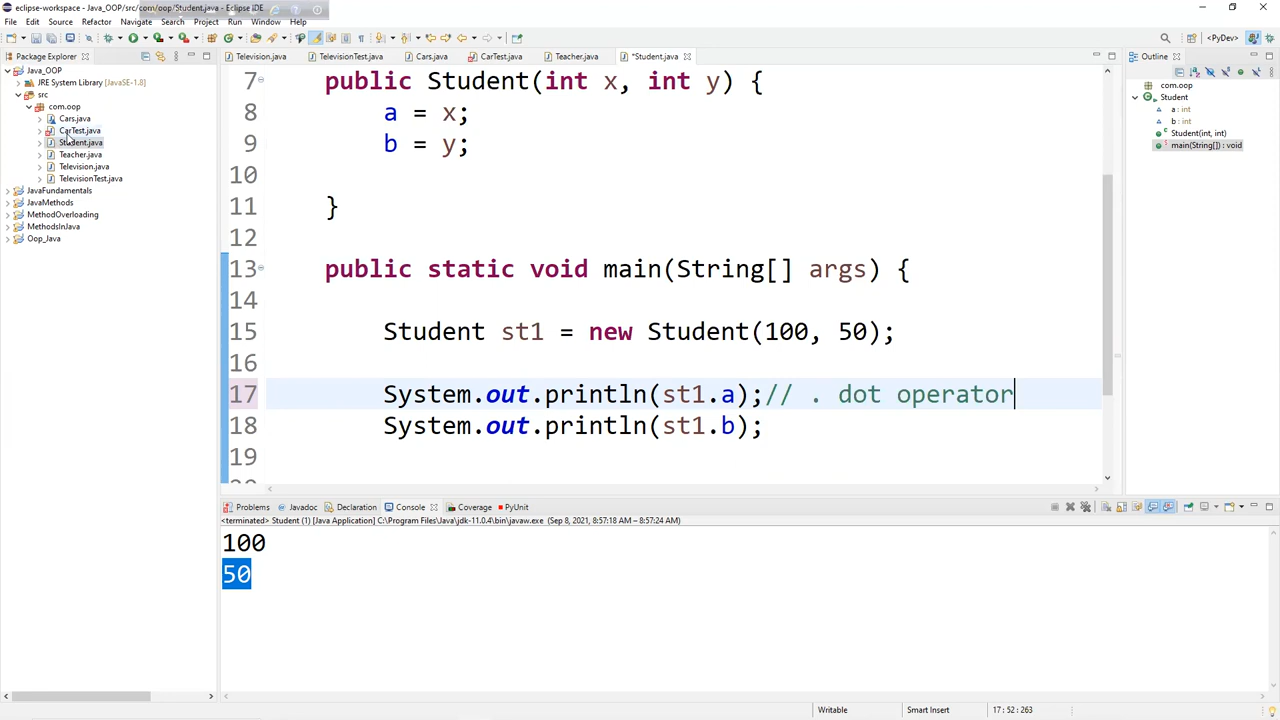 eclipse-workspace - Java_OOP/src/com/oop/Student.java - Eclipse IDE
File Edit Source Refactor Navigate Search Project Run Window Help
<PyDev>
Package Explorer
Television.java TelevisionTest.java Cars.java CarTest.java Teacher.java *Student.java
Outline
Java_OOP
JRE System Library [JavaSE-1.8]
src
com.oop
Cars.java
CarTest.java
Student.java
Teacher.java
Television.java
TelevisionTest.java
JavaFundamentals
JavaMethods
MethodOverloading
MethodsInJava
Oop_Java
7 public Student(int x, int y) {
8 a = x;
9 b = y;
10
11 }
12
13 public static void main(String[] args) {
14
15 Student st1 = new Student(100, 50);
16
17 System.out.println(st1.a);// . dot operator
18 System.out.println(st1.b);
19
com.oop
Student
a : int
b : int
Student(int, int)
main(String[]) : void
Problems Javadoc Declaration Console Coverage PyUnit
<terminated> Student (1) [Java Application] C:\Program Files\Java\jdk-11.0.4\bin\javaw.exe (Sep 8, 2021, 8:57:18 AM – 8:57:24 AM)
100
50
Writable Smart Insert 17 : 52 : 263